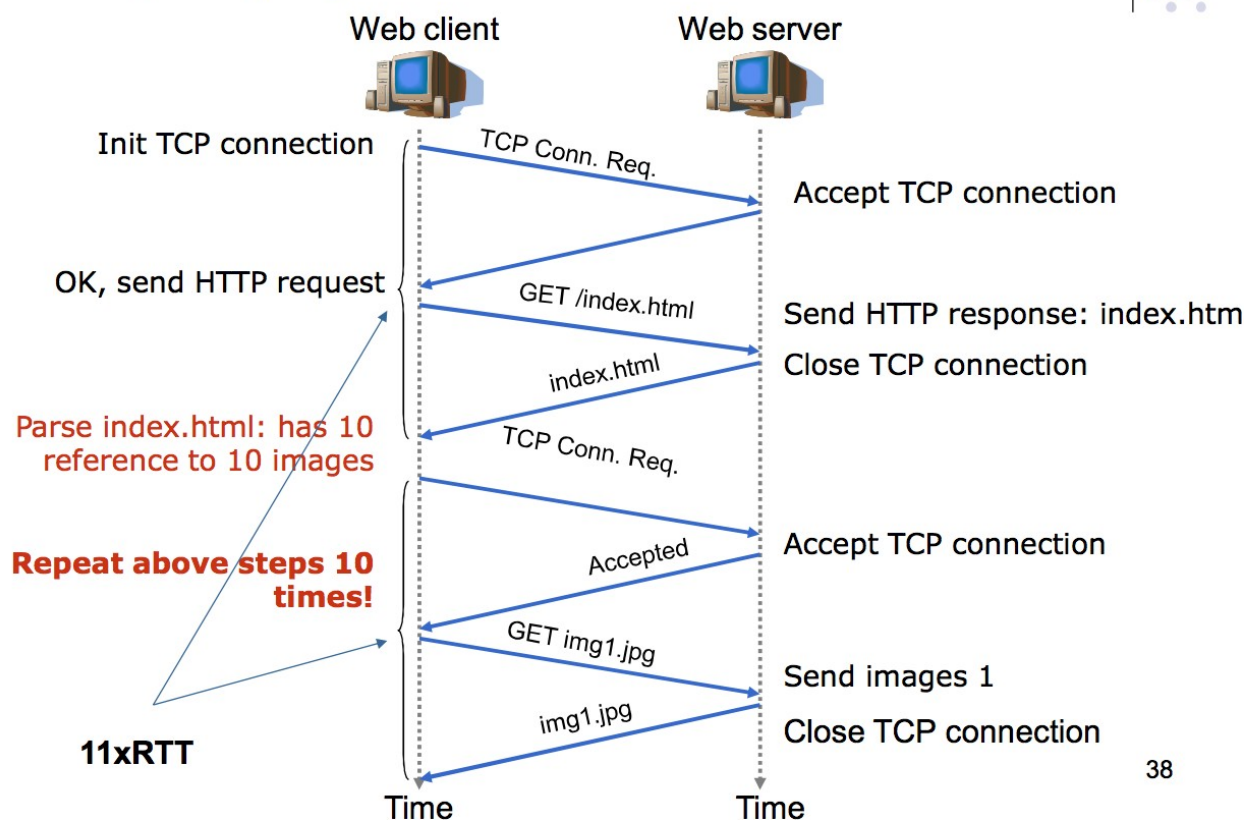 Web client
Web server
Init TCP connection
TCP Conn. Req.
Accept TCP connection
OK, send HTTP request
GET /index.html
Send HTTP response: index.htm
index.html
Close TCP connection
Parse index.html: has 10
reference to 10 images
TCP Conn. Req.
Repeat above steps 10
times!
Accepted
Accept TCP connection
GET img1.jpg
Send images 1
img1.jpg
Close TCP connection
11xRTT
38
Time
Time